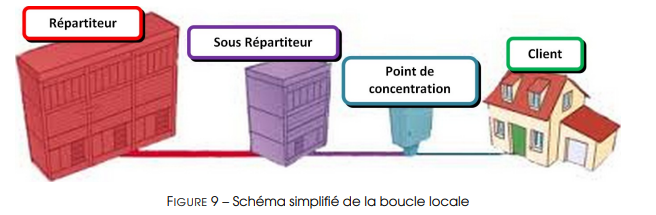 Répartiteur
Sous Répartiteur
Point de
concentration
Client
FIGURE 9 – Schéma simplifié de la boucle locale